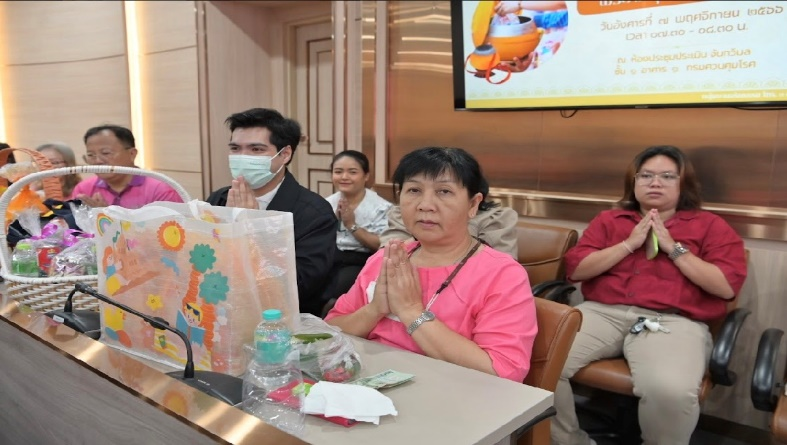 วันอังคารที่ ๗ พฤศจิกายน ๒๕๖๖
เวลา ๐๗.๓๐ - ๐๘.๓๐ น.
ณ ห้องประชุมประเมิน จันทวิมล
ชั้น ๑ อาคาร ๑ กรมควบคุมโรค